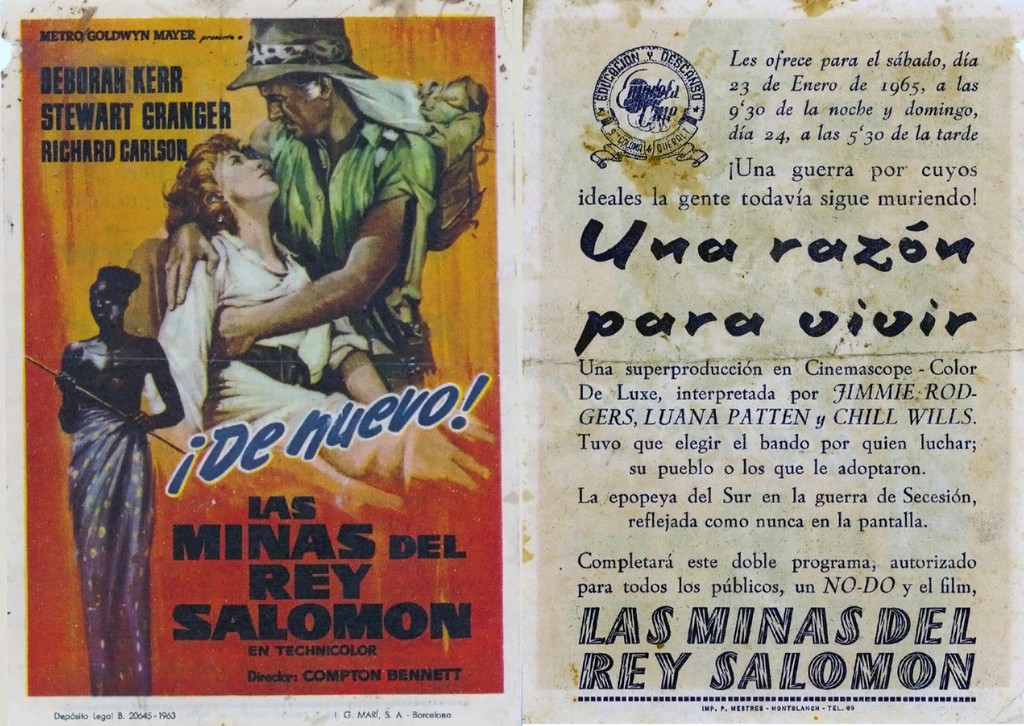 METRO/GOLDWYN MAYER presenta a
DEBORAH KERR
STEWART GRANGER
RICHARD CARLSON
¡De nuevo!
LAS
MINAS DEL
REY
SALOMON
EN TECHNICOLOR
Director: COMPTON BENNETT
Depósito Legal B. 20645-1963
I. G. MARI, S. A. - Barcelona
EDUCACIÓN Y DESCANSO
QUEROL
Les ofrece para el sábado, día
23 de Enero de 1965, a las
9'30 de la noche y domingo,
día 24, a las 5'30 de la tarde
¡Una guerra por cuyos
ideales la gente todavía sigue muriendo!
Una razón
para vivir
Una superproducción en Cinemascope - Color
De Luxe, interpretada por JIMMIE ROD-
GERS, LUANA PATTEN y CHILL WILLS.
Tuvo que elegir el bando por quien luchar;
su pueblo o los que le adoptaron.
La epopeya del Sur en la guerra de Secesión,
reflejada como nunca en la pantalla.
Completará este doble programa, autorizado
para todos los públicos, un NO-DO y el film,
LAS MINAS DEL
REY SALOMON
IMP. P. MESTRES - MONTBLANCH - TEL. 69